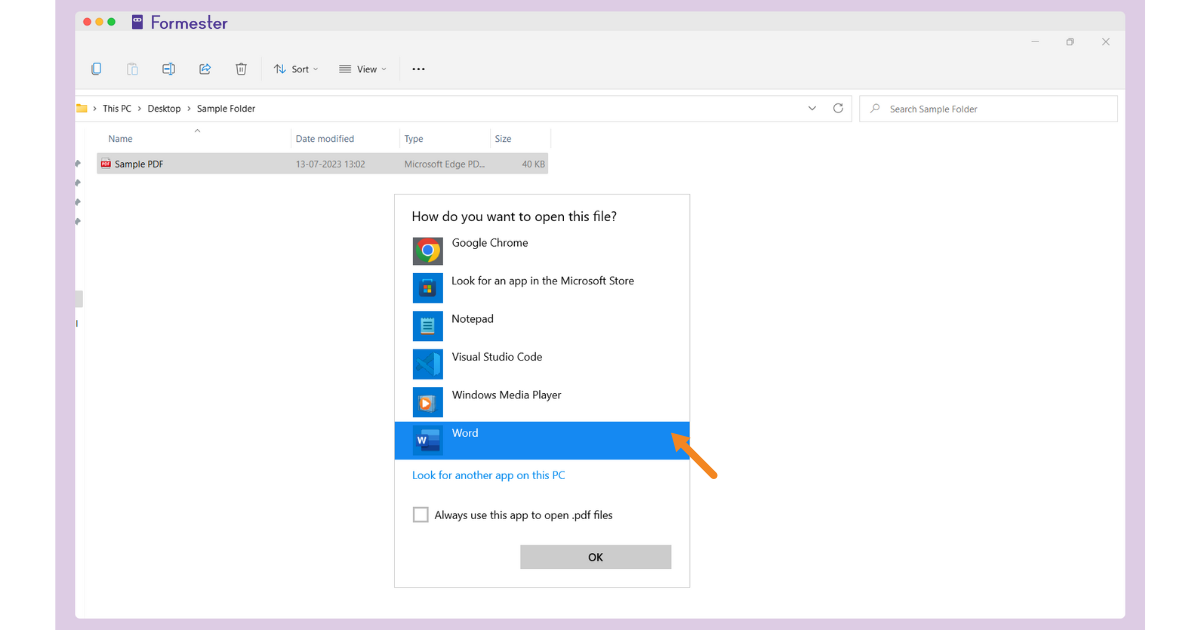 Formester
Sort
View
This PC > Desktop > Sample Folder
Search Sample Folder
Name Date modified Type Size
Sample PDF 13-07-2023 13:02 Microsoft Edge PD... 40 KB
How do you want to open this file?
Google Chrome
Look for an app in the Microsoft Store
Notepad
Visual Studio Code
Windows Media Player
W Word
Look for another app on this PC
Always use this app to open .pdf files
OK